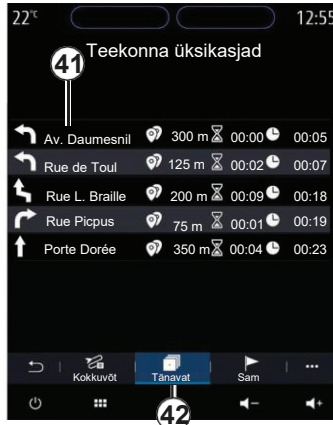 22°C 12:55
Teekonna üksikasjad
41
Av. Daumesnil 300 m 00:00 00:05
Rue de Toul 125 m 00:02 00:07
Rue L. Braille 200 m 00:09 00:18
Rue Picpus 75 m 00:01 00:19
Porte Dorée 350 m 00:04 00:23
Kokkuvõt Tänavat Sam
42